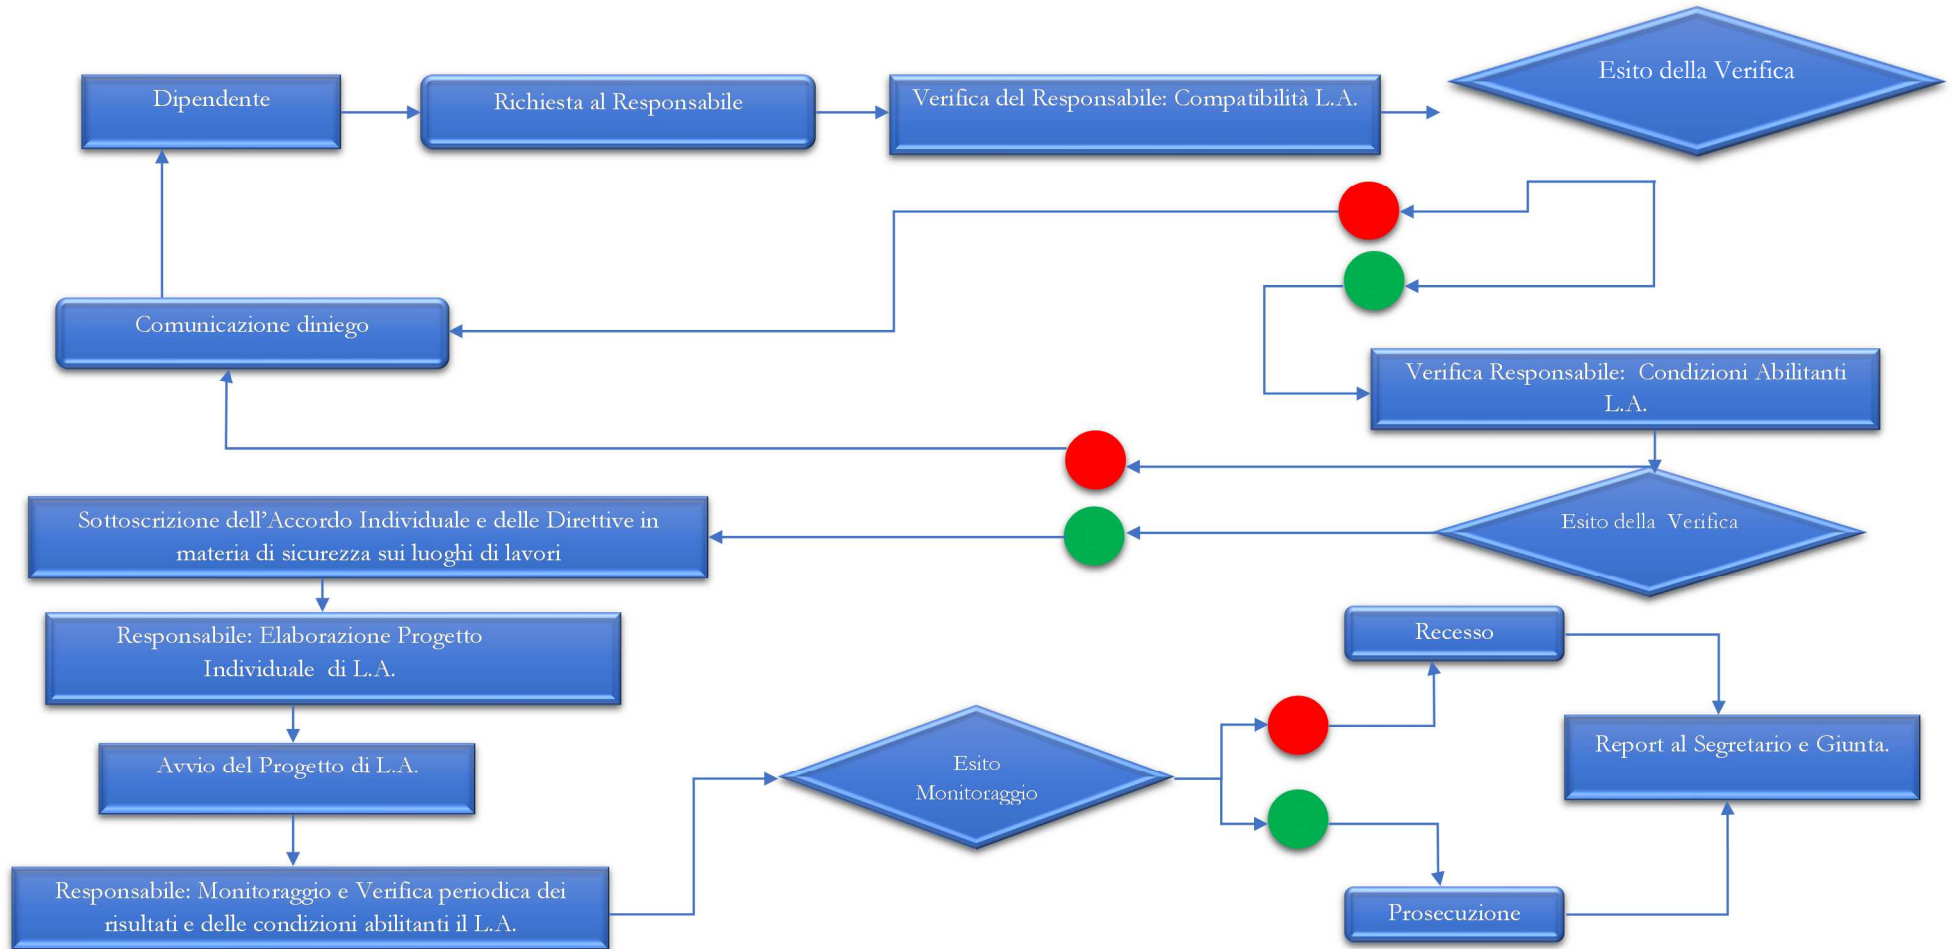 Dipendente
Richiesta al Responsabile
Verifica del Responsabile: Compatibilità L.A.
Esito della Verifica
Comunicazione diniego
Verifica Responsabile: Condizioni Abilitanti
L.A.
Esito della Verifica
Sottoscrizione dell'Accordo Individuale e delle Direttive in
materia di sicurezza sui luoghi di lavori
Responsabile: Elaborazione Progetto
Individuale di L.A.
Avvio del Progetto di L.A.
Responsabile: Monitoraggio e Verifica periodica dei
risultati e delle condizioni abilitanti il L.A.
Esito
Monitoraggio
Recesso
Report al Segretario e Giunta.
Prosecuzione